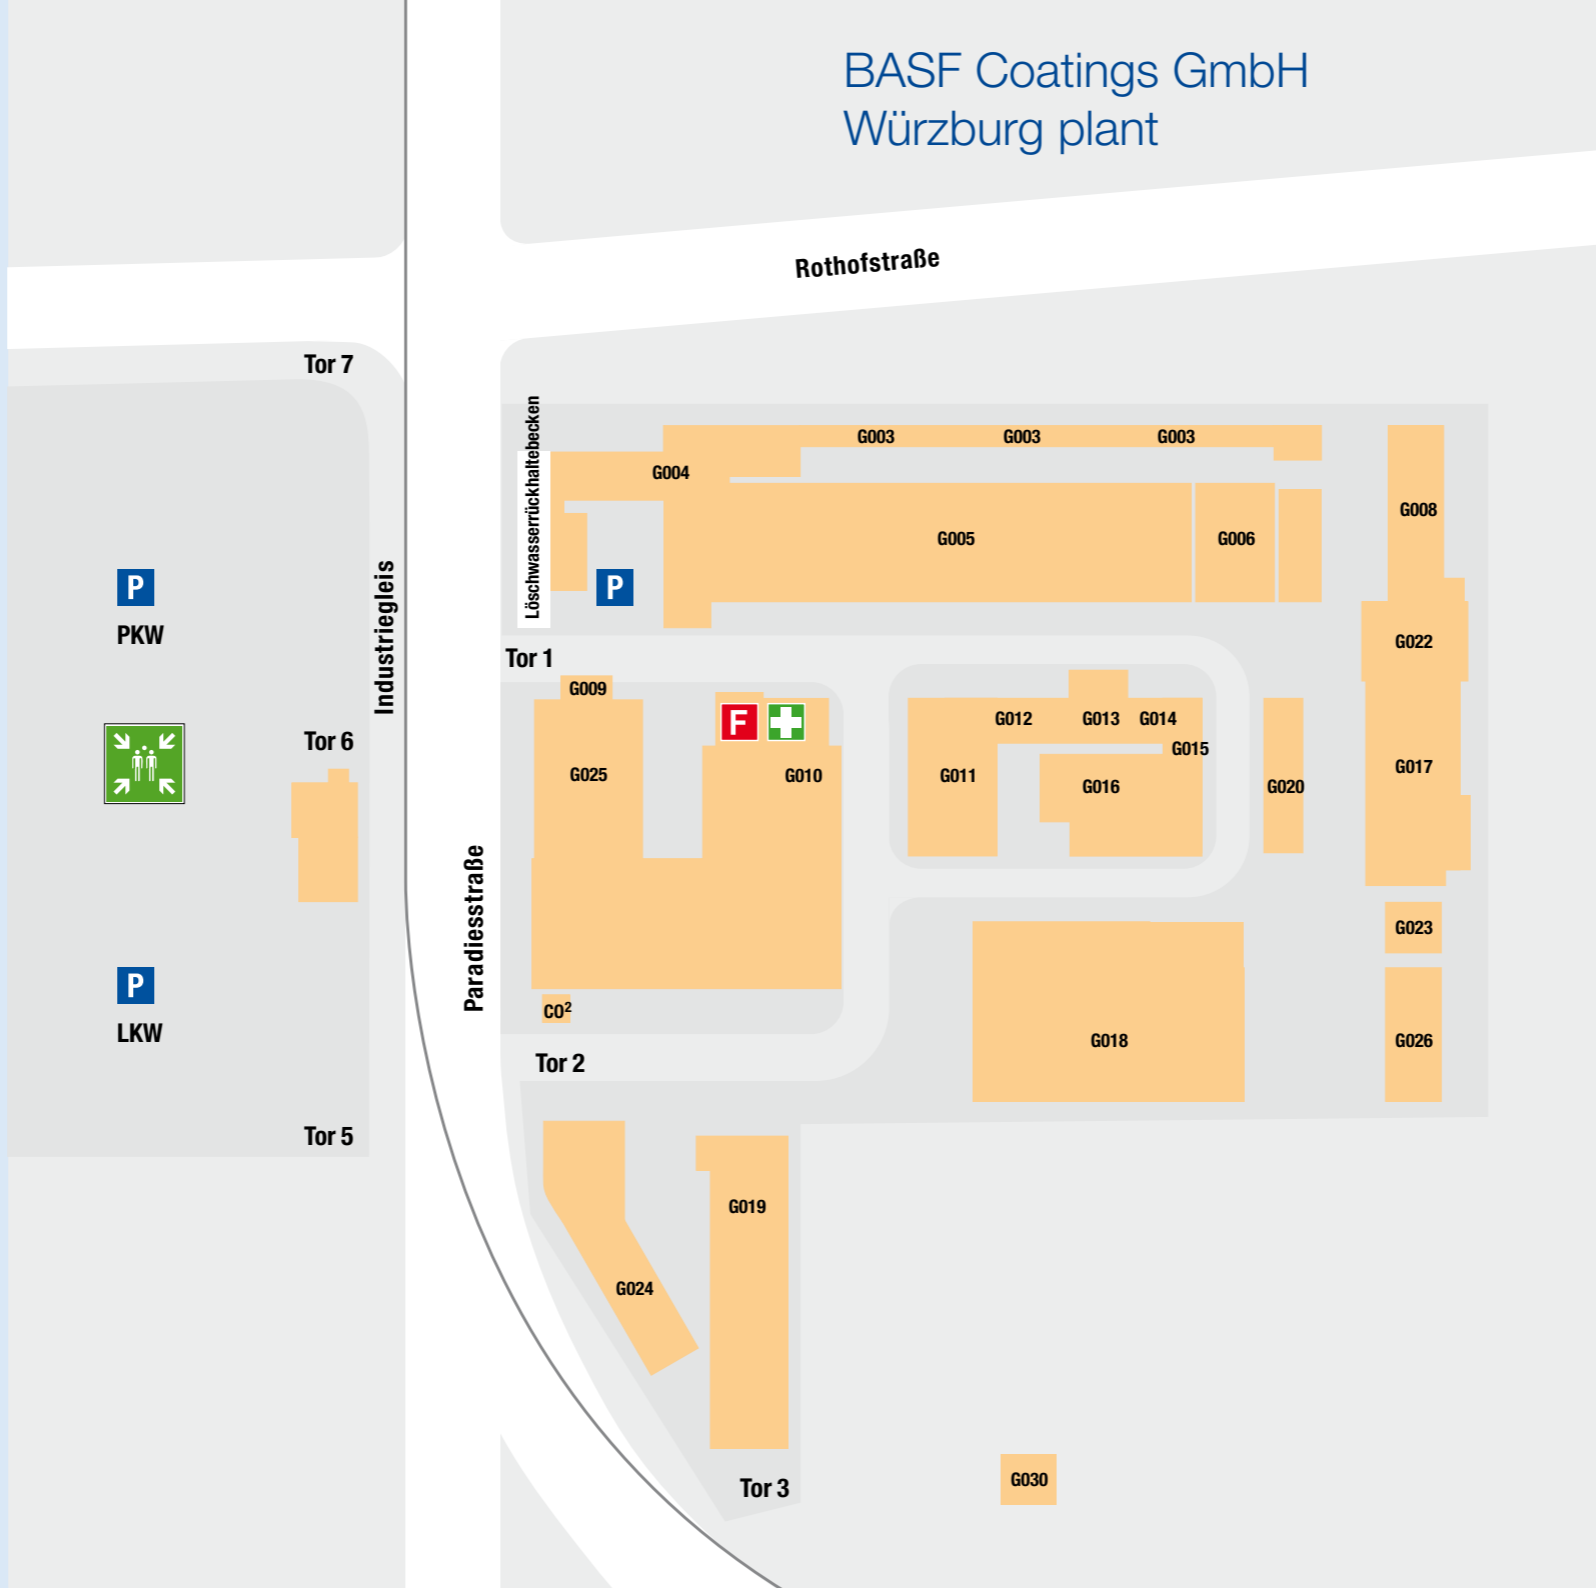 BASF Coatings GmbH
Würzburg plant
Rothofstraße
Tor 7
Löschwasserrückhaltebecken
G003
G003
G003
G004
G008
G005
G006
P
PKW
P
Industriegleis
Tor 1
G022
G009
Tor 6
F
G012
G013
G014
G015
G025
G010
G011
G016
G020
G017
Paradiesstraße
G023
P
LKW
CO²
G018
G026
Tor 2
Tor 5
G019
G024
Tor 3
G030